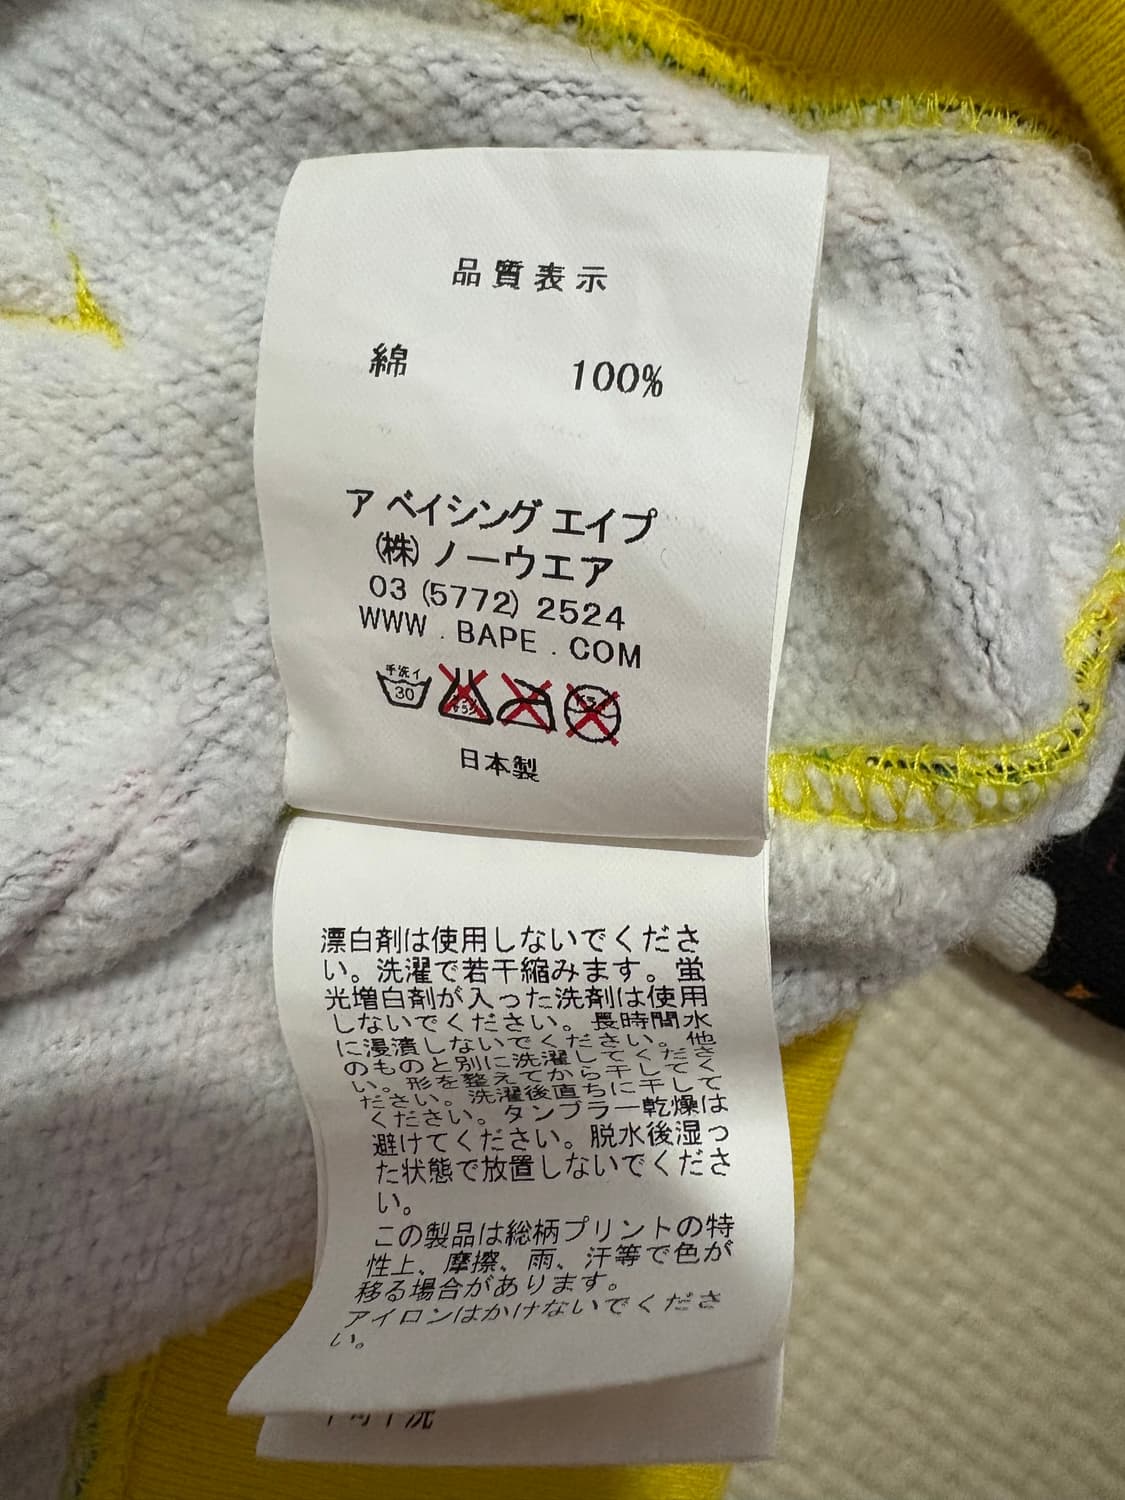 品質表示
綿 100%
ア ベイシング エイプ
㈱ ノーウエア
03 (5772) 2524
WWW . BAPE . COM
手洗イ
30
日本製
漂白剤は使用しないでくださ
い。洗濯で若干縮みます。蛍
光増白剤が入った洗剤は使用
しないでください。長時間水
に浸漬しないでください。他
のものと別に洗濯してくださ
い。形を整えてから干してく
ださい。洗濯後直ちに干して
ください。タンブラー乾燥は
避けてください。脱水後湿っ
た状態で放置しないでくださ
い。
この製品は総柄プリントの特
性上、摩擦、雨、汗等で色が
移る場合があります。
アイロンはかけないでくださ
い。